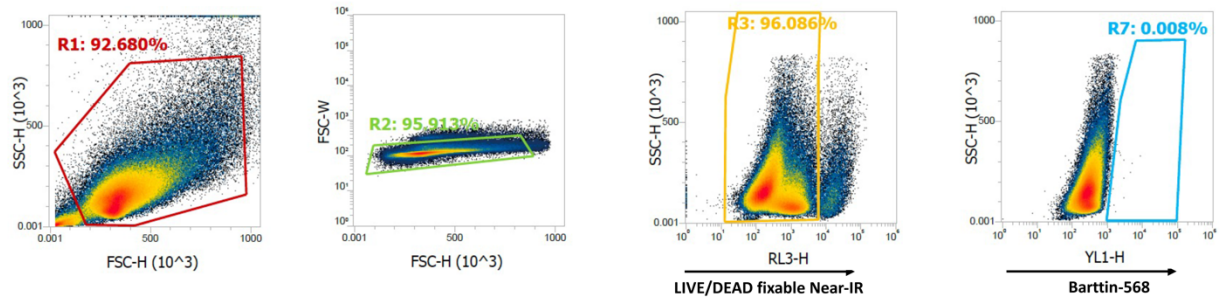 R1: 92.680%
SSC-H (10^3)
1000
500
0.001
0.001 500 1000
FSC-H (10^3)
R2: 95.913%
FSC-W
10⁶
10⁵
10⁴
10³
10²
10¹
10⁰
0.001 500 1000
FSC-H (10^3)
R3: 96.086%
SSC-H (10^3)
1000
500
0.001
10⁰ 10¹ 10² 10³ 10⁴ 10⁵ 10⁶
RL3-H
LIVE/DEAD fixable Near-IR
R7: 0.008%
SSC-H (10^3)
1000
500
0.001
10⁰ 10¹ 10² 10³ 10⁴ 10⁵ 10⁶
YL1-H
Barttin-568